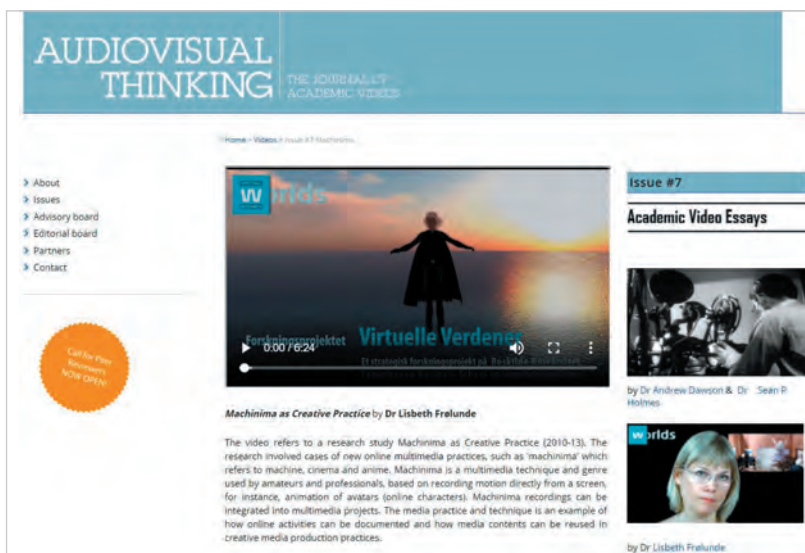 AUDIOVISUAL
THINKING
THE JOURNAL OF
ACADEMIC VIDEOS
Home > Videos > Issue #7 Machinima
About
Issues
Advisory board
Editorial board
Partners
Contact
Call for Peer
Reviewers
NOW OPEN!
worlds
Forskningsprojektet
Virtuelle Verdener
0:00 / 6:24
Et strategisk forskningsprojekt på Roskilde
Machinima as Creative Practice by Dr Lisbeth Frølunde
The video refers to a research study Machinima as Creative Practice (2010-13). The
research involved cases of new online multimedia practices, such as 'machinima' which
refers to machine, cinema and anime. Machinima is a multimedia technique and genre
used by amateurs and professionals, based on recording motion directly from a screen,
for instance, animation of avatars (online characters). Machinima recordings can be
integrated into multimedia projects. The media practice and technique is an example of
how online activities can be documented and how media contents can be reused in
creative media production practices.
Issue #7
Academic Video Essays
by Dr Andrew Dawson & Dr Sean P
Holmes
worlds
by Dr Lisbeth Frølunde